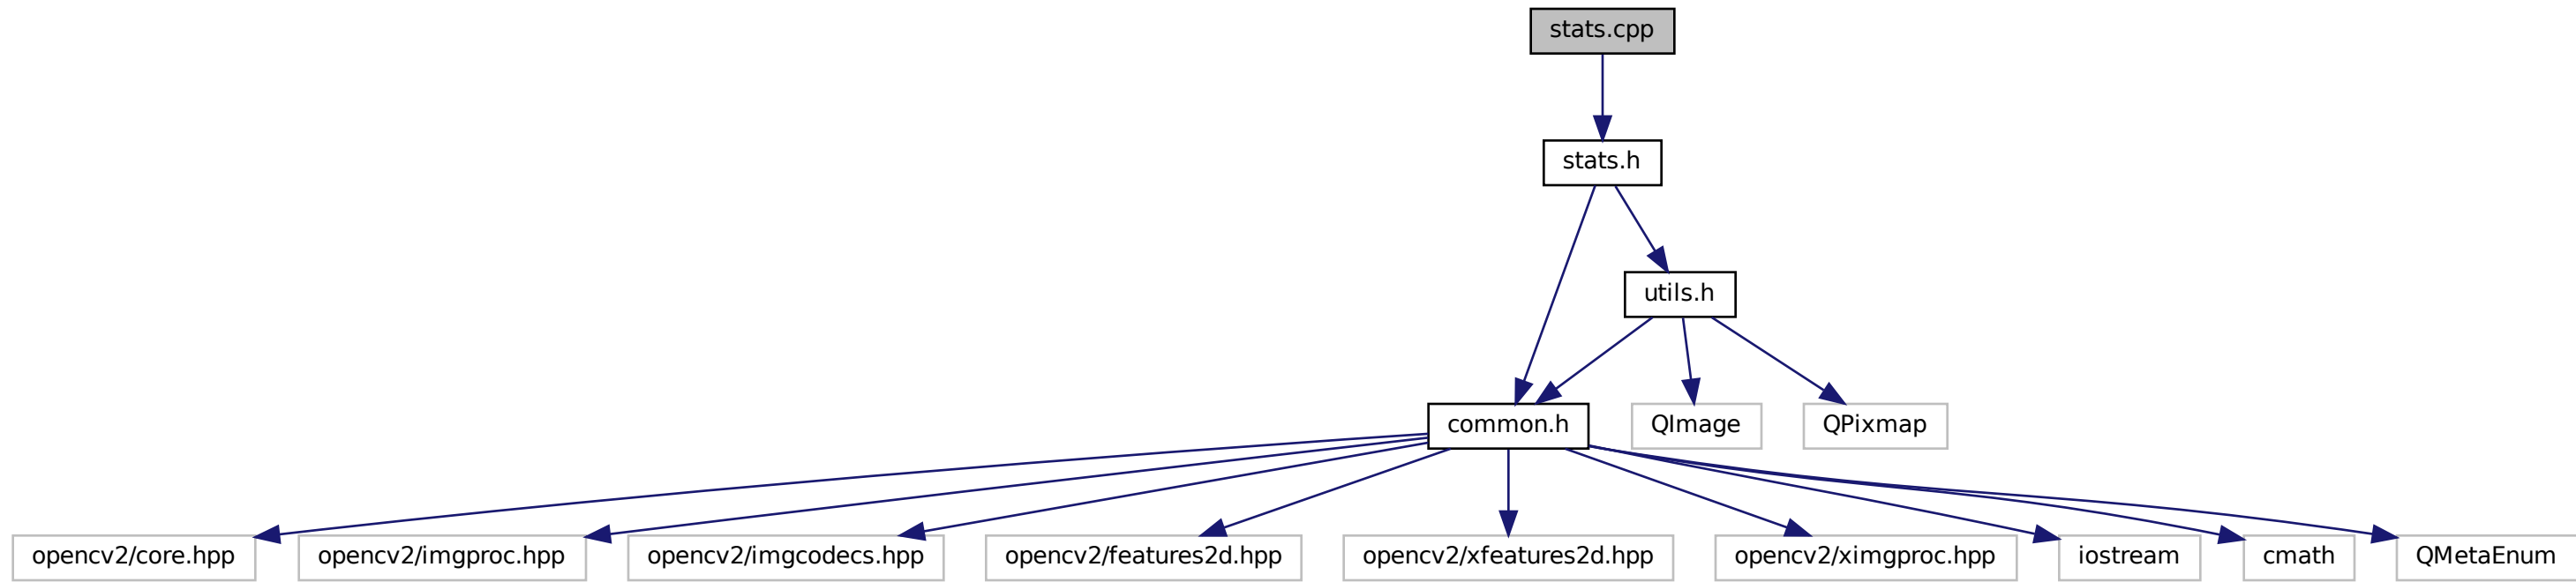 stats.cpp
stats.h
utils.h
common.h
QImage
QPixmap
opencv2/core.hpp
opencv2/imgproc.hpp
opencv2/imgcodecs.hpp
opencv2/features2d.hpp
opencv2/xfeatures2d.hpp
opencv2/ximgproc.hpp
iostream
cmath
QMetaEnum